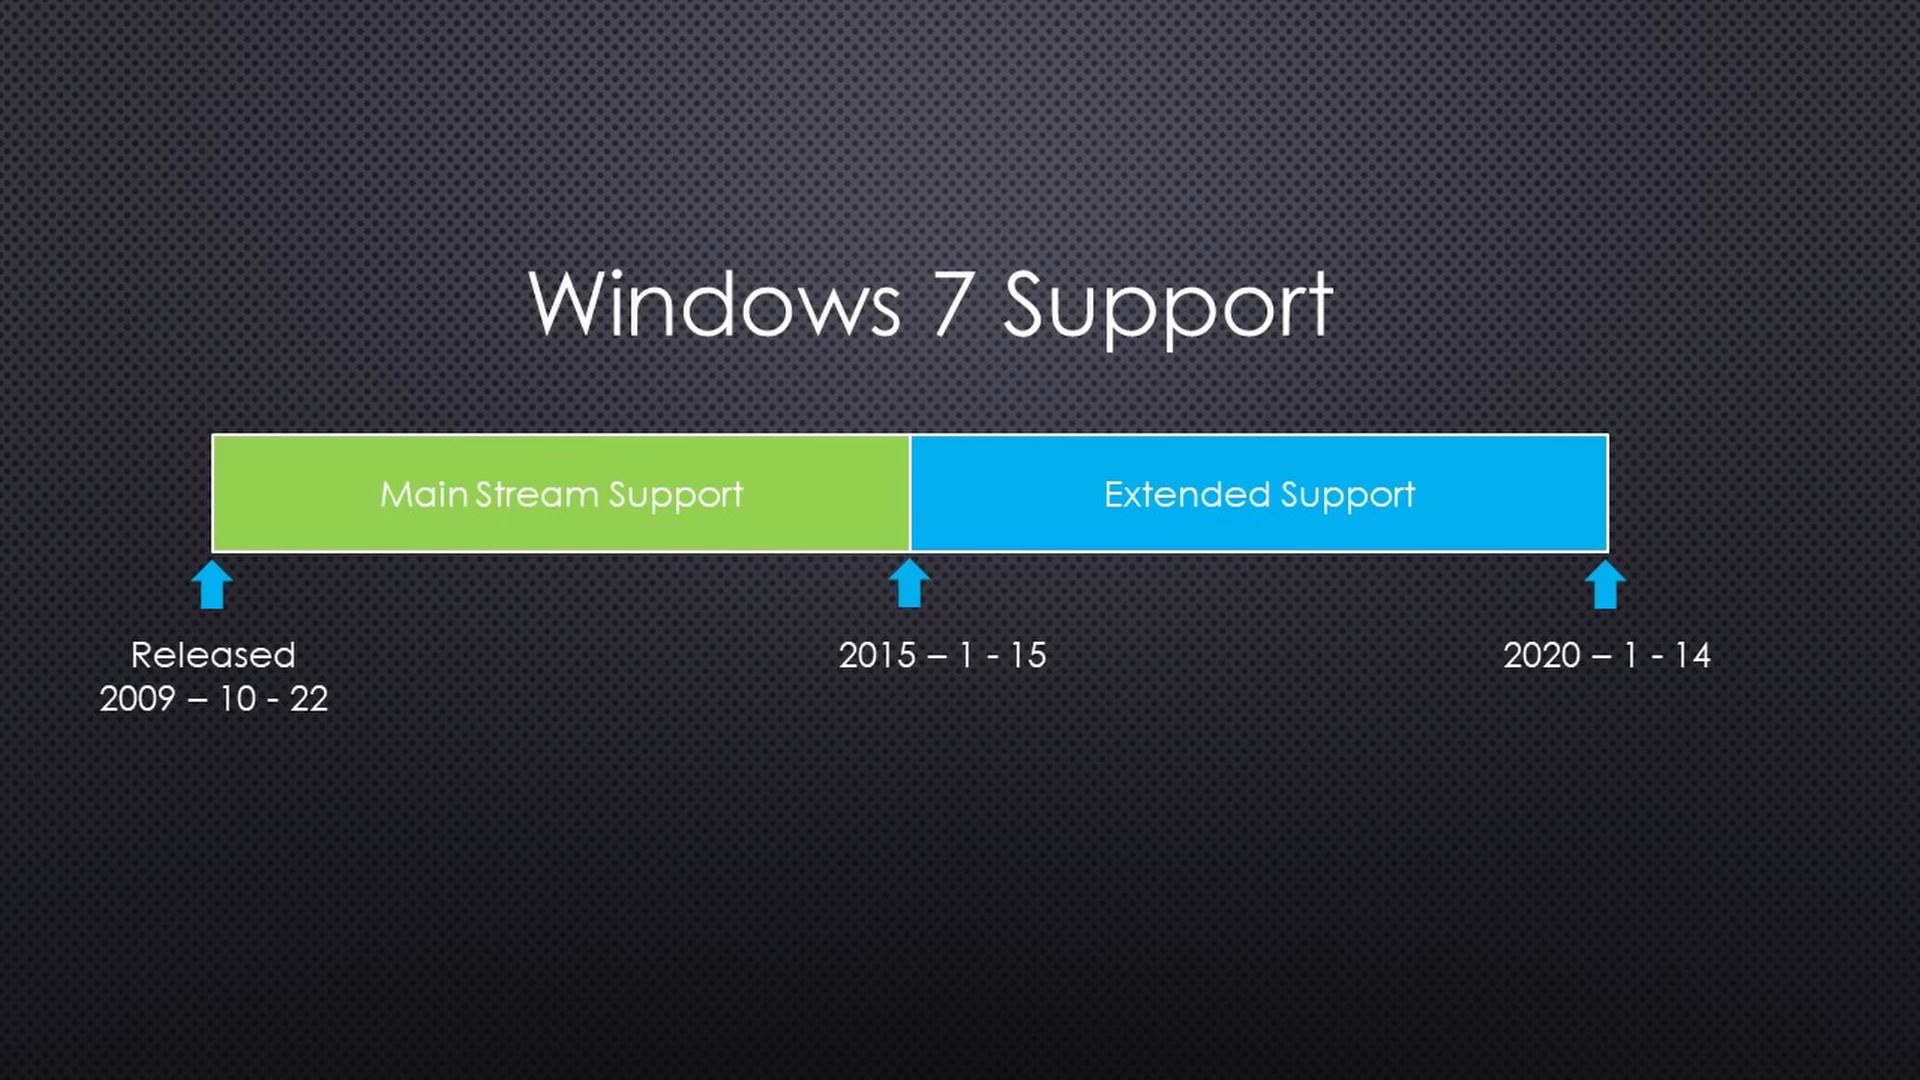 Windows 7 Support
Main Stream Support
Extended Support
Released
2009 – 10 - 22
2015 – 1 - 15
2020 – 1 - 14